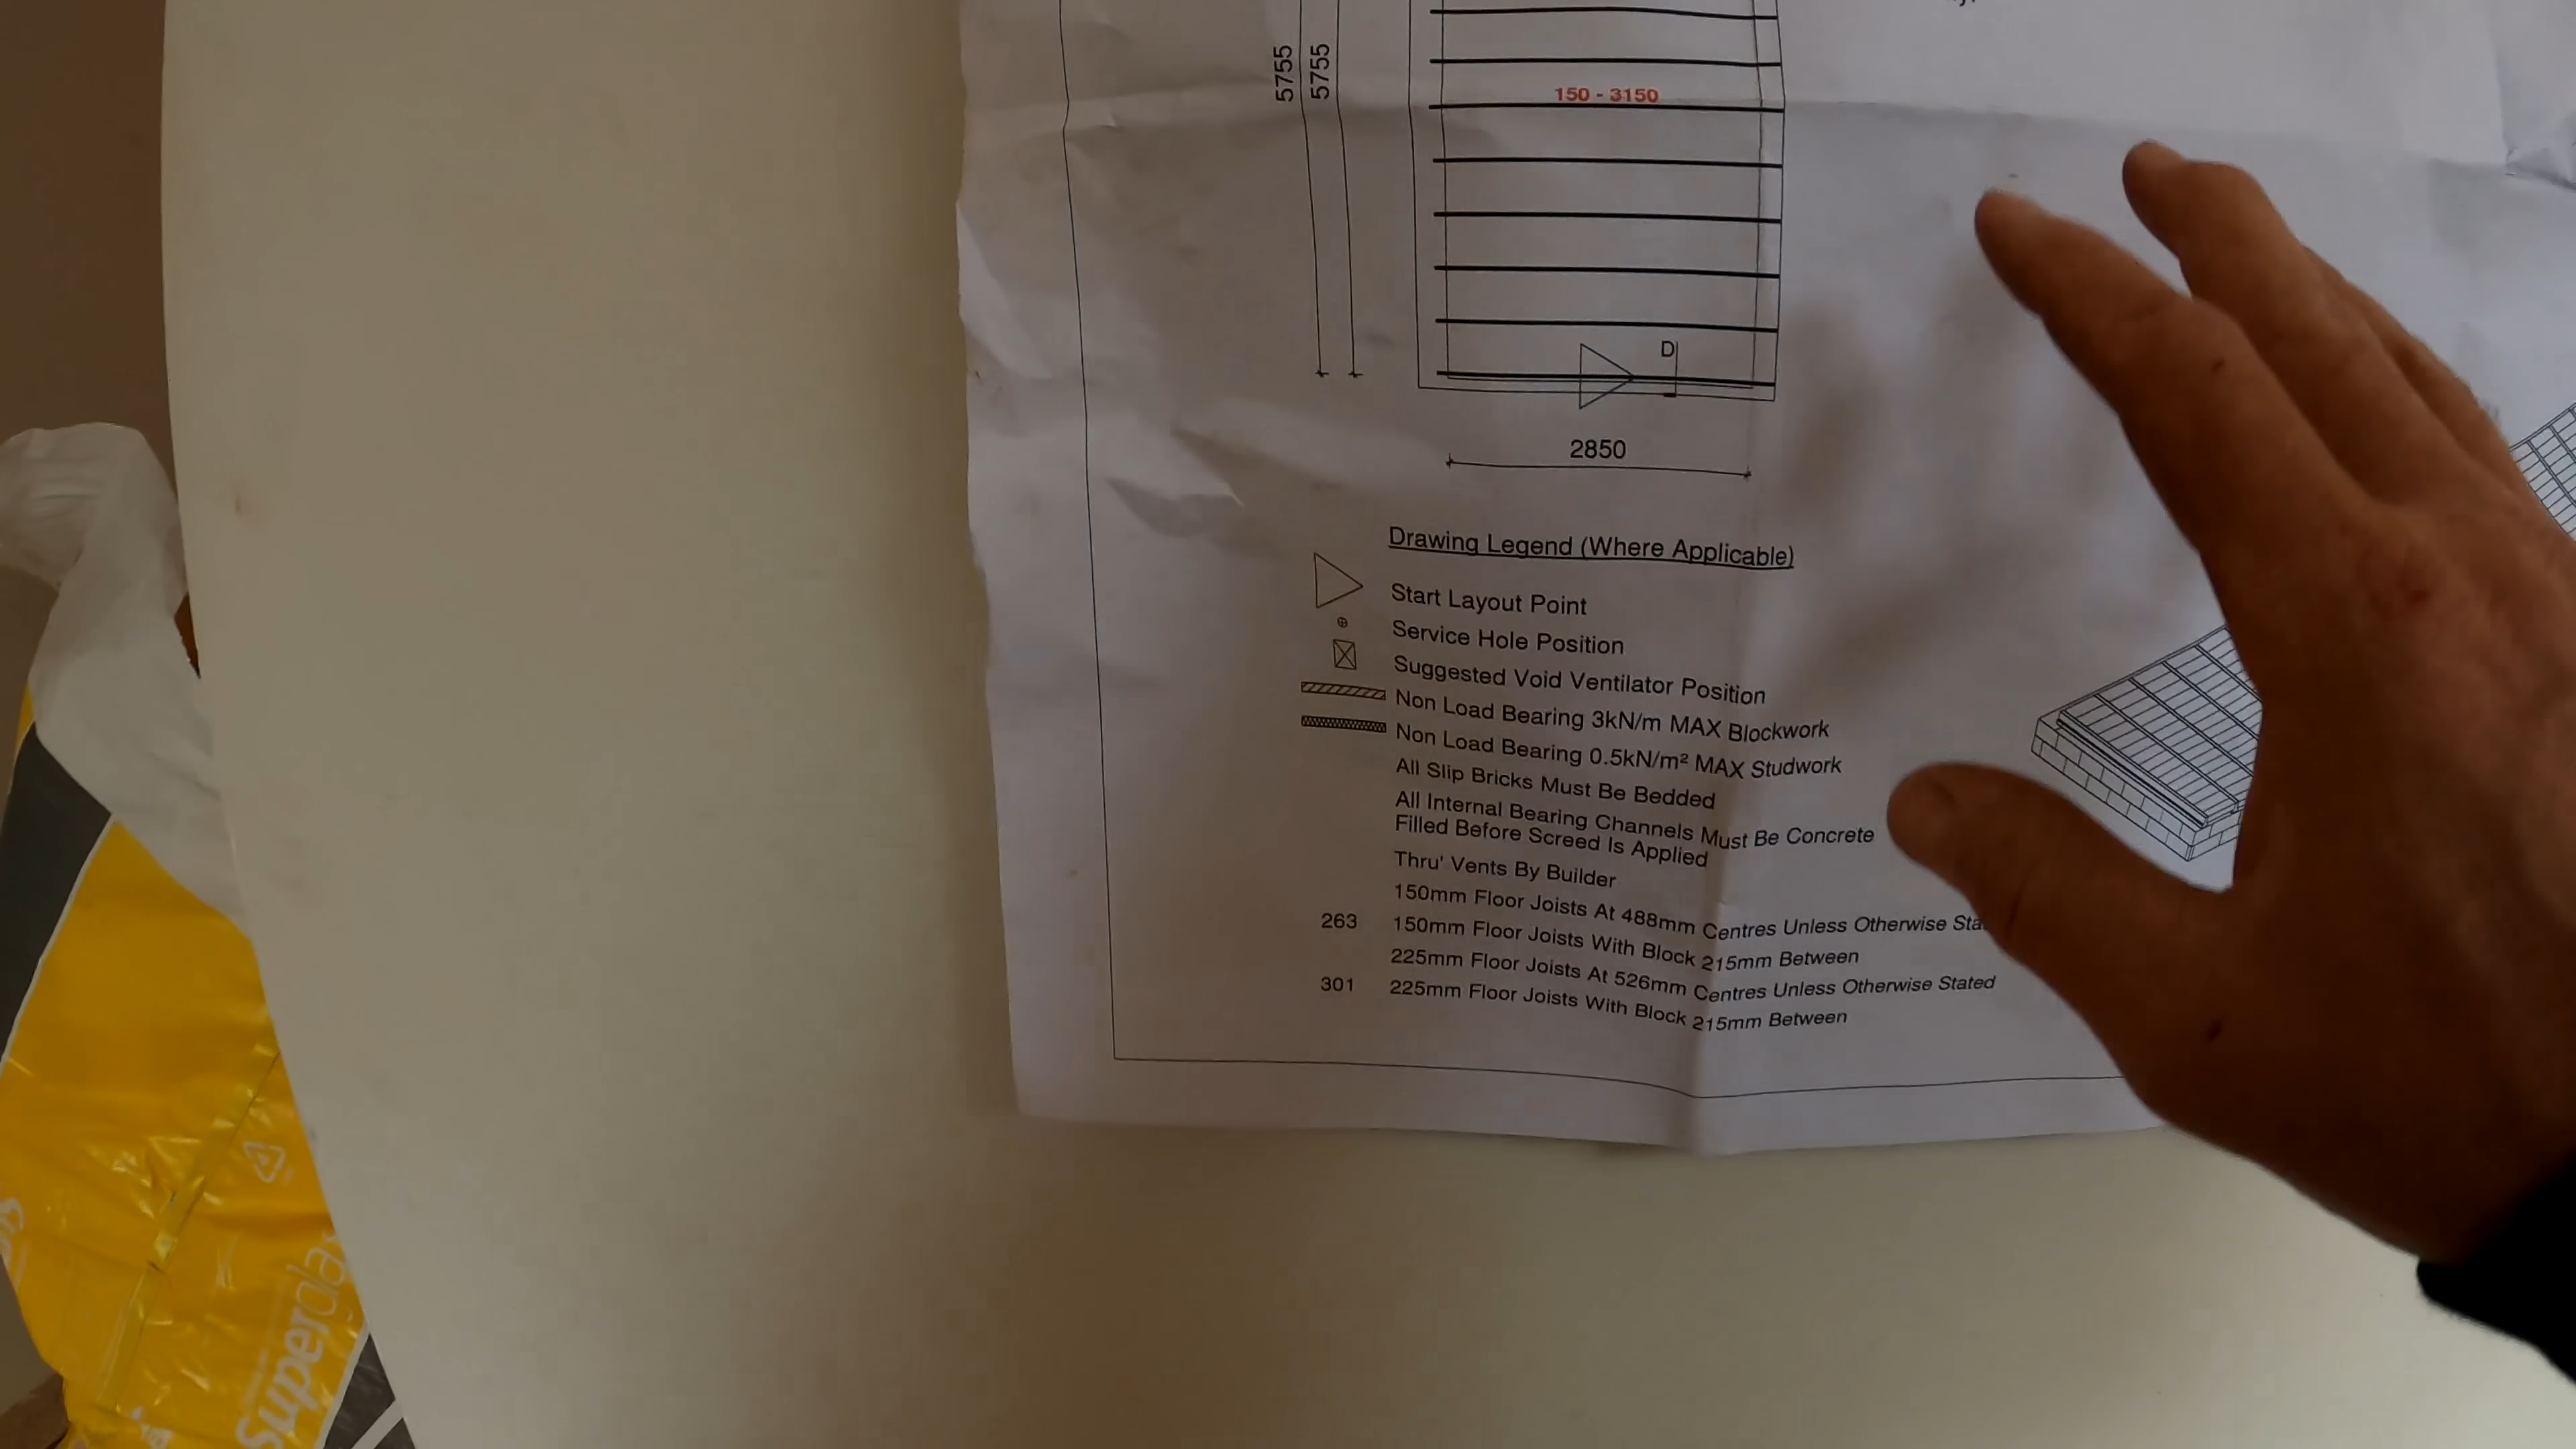 5755
5755
150 - 3150
D
2850
Drawing Legend (Where Applicable)
Start Layout Point
Service Hole Position
Suggested Void Ventilator Position
Non Load Bearing 3kN/m MAX Blockwork
Non Load Bearing 0.5kN/m² MAX Studwork
All Slip Bricks Must Be Bedded
All Internal Bearing Channels Must Be Concrete
Filled Before Screed Is Applied
Thru' Vents By Builder
150mm Floor Joists At 488mm Centres Unless Otherwise
263 150mm Floor Joists With Block 215mm Between
225mm Floor Joists At 526mm Centres Unless Otherwise Stated
301 225mm Floor Joists With Block 215mm Between
Superglas